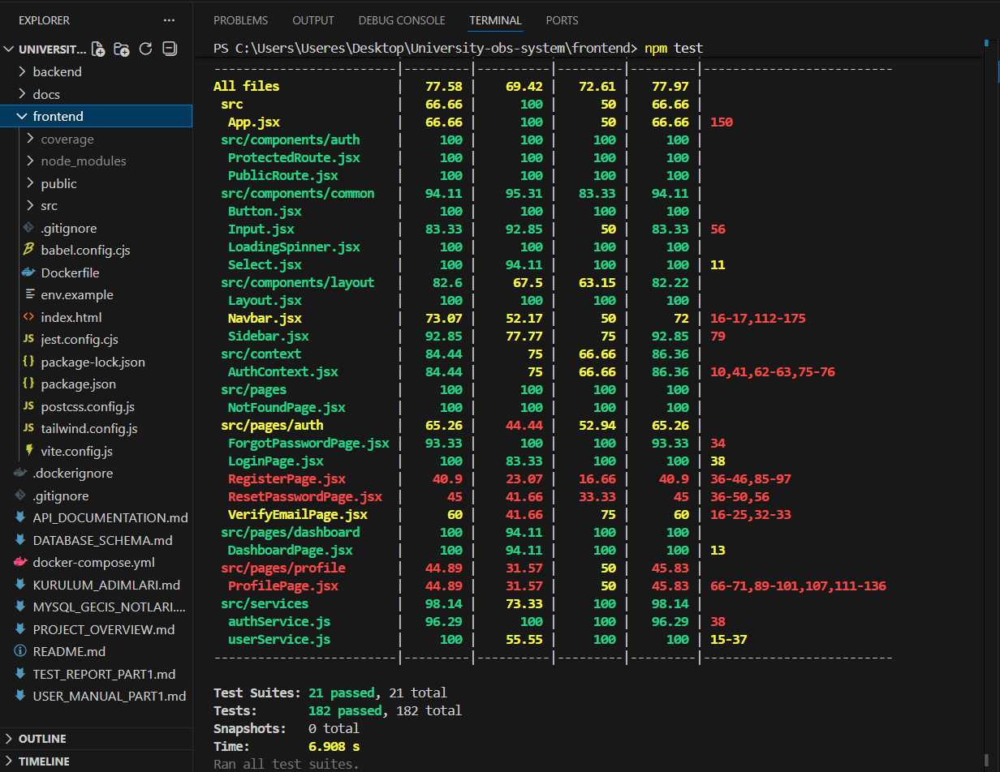 EXPLORER
UNIVERSIT...
backend
docs
frontend
coverage
node_modules
public
src
.gitignore
babel.config.cjs
Dockerfile
env.example
index.html
jest.config.cjs
package-lock.json
package.json
postcss.config.js
tailwind.config.js
vite.config.js
.dockerignore
.gitignore
API_DOCUMENTATION.md
DATABASE_SCHEMA.md
docker-compose.yml
KURULUM_ADIMLARI.md
MYSQL_GECIS_NOTLARI....
PROJECT_OVERVIEW.md
README.md
TEST_REPORT_PART1.md
USER_MANUAL_PART1.md
OUTLINE
TIMELINE
PROBLEMS OUTPUT DEBUG CONSOLE TERMINAL PORTS
PS C:\Users\Useres\Desktop\University-obs-system\frontend> npm test
-------------------------|---------|----------|---------|---------|--------------------------
All files | 77.58 | 69.42 | 72.61 | 77.97 |
src | 66.66 | 100 | 50 | 66.66 |
App.jsx | 66.66 | 100 | 50 | 66.66 | 150
src/components/auth | 100 | 100 | 100 | 100 |
ProtectedRoute.jsx | 100 | 100 | 100 | 100 |
PublicRoute.jsx | 100 | 100 | 100 | 100 |
src/components/common | 94.11 | 95.31 | 83.33 | 94.11 |
Button.jsx | 100 | 100 | 100 | 100 |
Input.jsx | 83.33 | 92.85 | 50 | 83.33 | 56
LoadingSpinner.jsx | 100 | 100 | 100 | 100 |
Select.jsx | 100 | 94.11 | 100 | 100 | 11
src/components/layout | 82.6 | 67.5 | 63.15 | 82.22 |
Layout.jsx | 100 | 100 | 100 | 100 |
Navbar.jsx | 73.07 | 52.17 | 50 | 72 | 16-17,112-175
Sidebar.jsx | 92.85 | 77.77 | 75 | 92.85 | 79
src/context | 84.44 | 75 | 66.66 | 86.36 |
AuthContext.jsx | 84.44 | 75 | 66.66 | 86.36 | 10,41,62-63,75-76
src/pages | 100 | 100 | 100 | 100 |
NotFoundPage.jsx | 100 | 100 | 100 | 100 |
src/pages/auth | 65.26 | 44.44 | 52.94 | 65.26 |
ForgotPasswordPage.jsx | 93.33 | 100 | 100 | 93.33 | 34
LoginPage.jsx | 100 | 83.33 | 100 | 100 | 38
RegisterPage.jsx | 40.9 | 23.07 | 16.66 | 40.9 | 36-46,85-97
ResetPasswordPage.jsx | 45 | 41.66 | 33.33 | 45 | 36-50,56
VerifyEmailPage.jsx | 60 | 41.66 | 75 | 60 | 16-25,32-33
src/pages/dashboard | 100 | 94.11 | 100 | 100 |
DashboardPage.jsx | 100 | 94.11 | 100 | 100 | 13
src/pages/profile | 44.89 | 31.57 | 50 | 45.83 |
ProfilePage.jsx | 44.89 | 31.57 | 50 | 45.83 | 66-71,89-101,107,111-136
src/services | 98.14 | 73.33 | 100 | 98.14 |
authService.js | 96.29 | 100 | 100 | 96.29 | 38
userService.js | 100 | 55.55 | 100 | 100 | 15-37
-------------------------|---------|----------|---------|---------|--------------------------
Test Suites: 21 passed, 21 total
Tests: 182 passed, 182 total
Snapshots: 0 total
Time: 6.908 s
Ran all test suites.